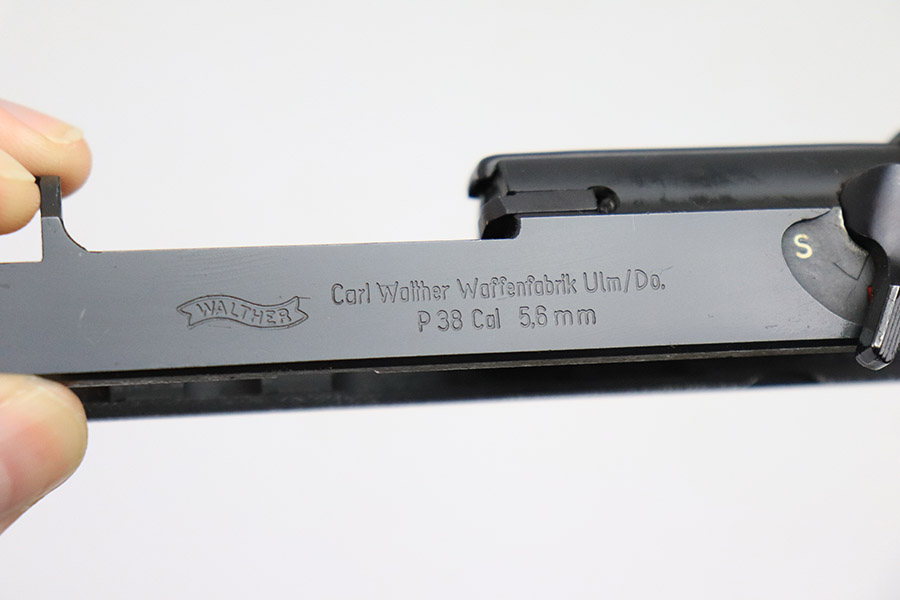 WALTHER
Carl Walther Waffenfabrik Ulm/Do.
P 38 Cal 5,6 mm
S